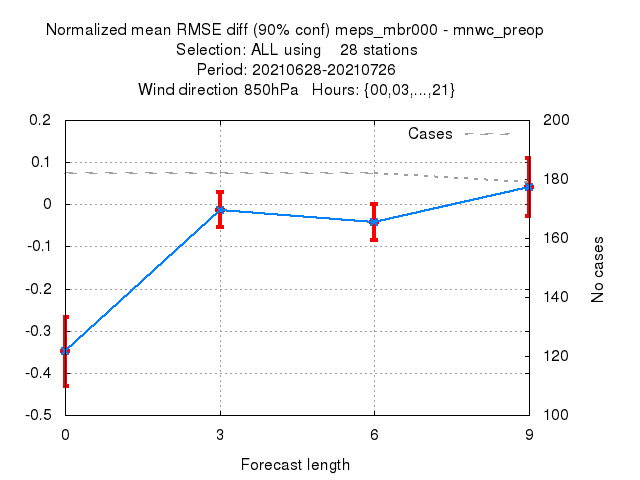 Normalized mean RMSE diff (90% conf) meps_mbr000 - mnwc_preop
Selection: ALL using    28 stations
Period: 20210628-20210726
Wind direction 850hPa   Hours: {00,03,...,21}
0.2
0.1
0
-0.1
-0.2
-0.3
-0.4
-0.5
Cases
200
180
160
140
120
100
No cases
0
3
6
9
Forecast length